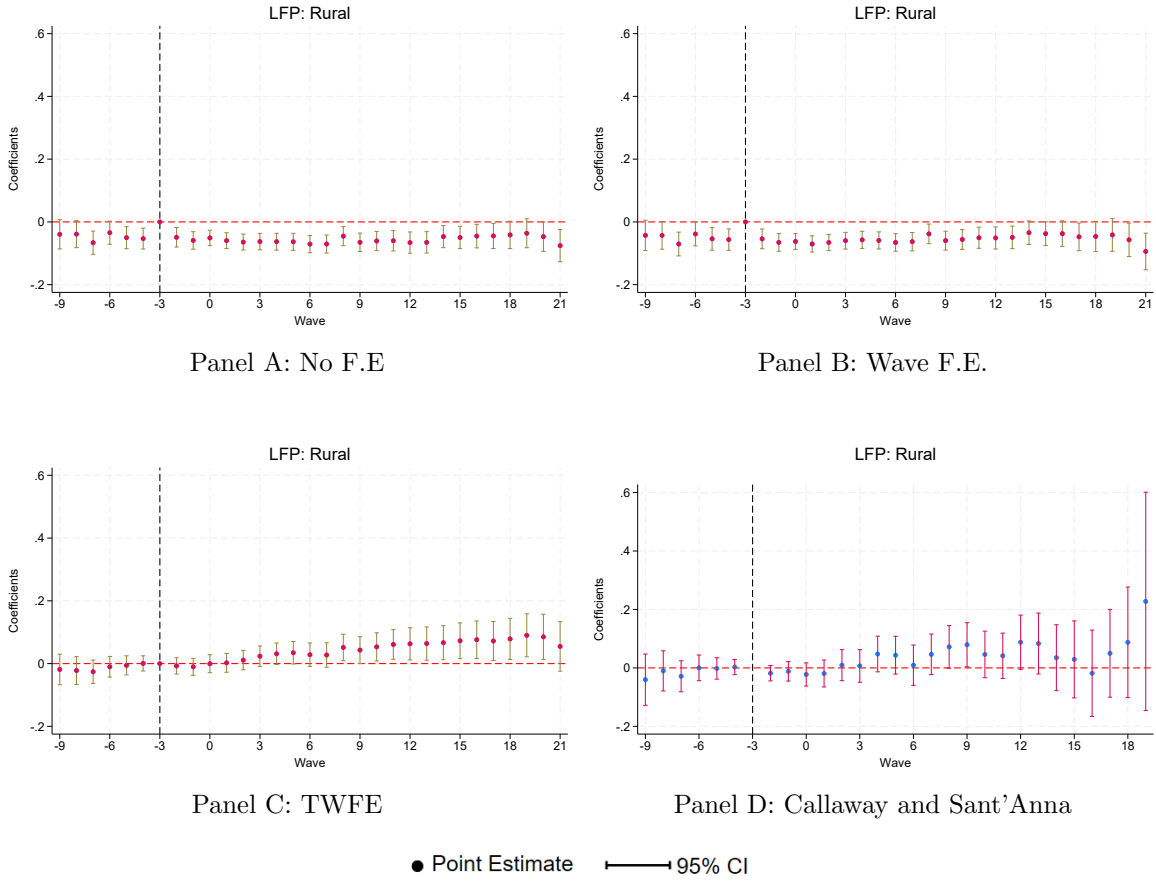 LFP: Rural
.6
.4
.2
0
-.2
Coefficients
-9 -6 -3 0 3 6 9 12 15 18 21
Wave
Panel A: No F.E
LFP: Rural
.6
.4
.2
0
-.2
Coefficients
-9 -6 -3 0 3 6 9 12 15 18 21
Wave
Panel B: Wave F.E.
LFP: Rural
.6
.4
.2
0
-.2
Coefficients
-9 -6 -3 0 3 6 9 12 15 18 21
Wave
Panel C: TWFE
LFP: Rural
.6
.4
.2
0
-.2
Coefficients
-9 -6 -3 0 3 6 9 12 15 18
Wave
Panel D: Callaway and Sant'Anna
Point Estimate 95% CI